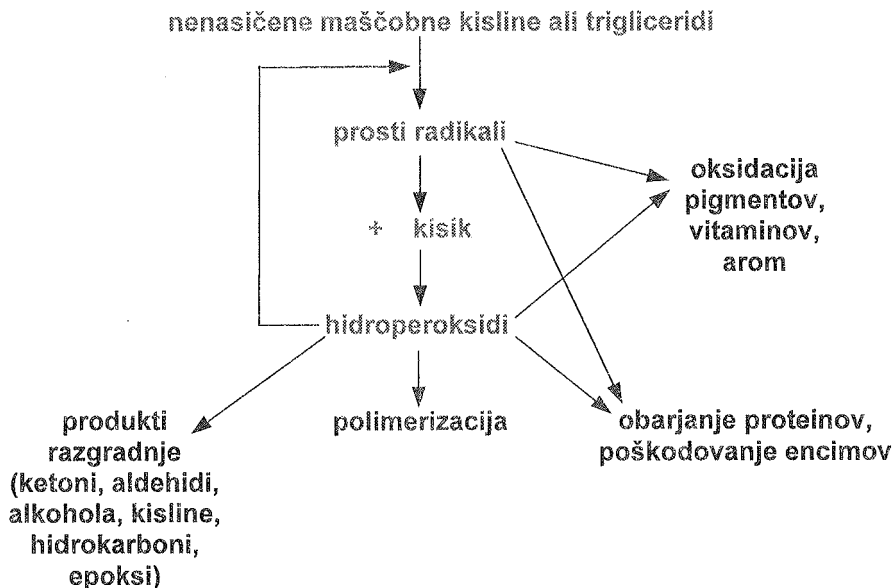 nenasičene maščobne kisline ali trigliceridi
prosti radikali
+ kisik
hidroperoksidi
oksidacija
pigmentov,
vitaminov,
arom
produkti
razgradnje
(ketoni, aldehidi,
alkohola, kisline,
hidrokarboni,
epoksi)
polimerizacija
obarjanje proteinov,
poškodovanje encimov